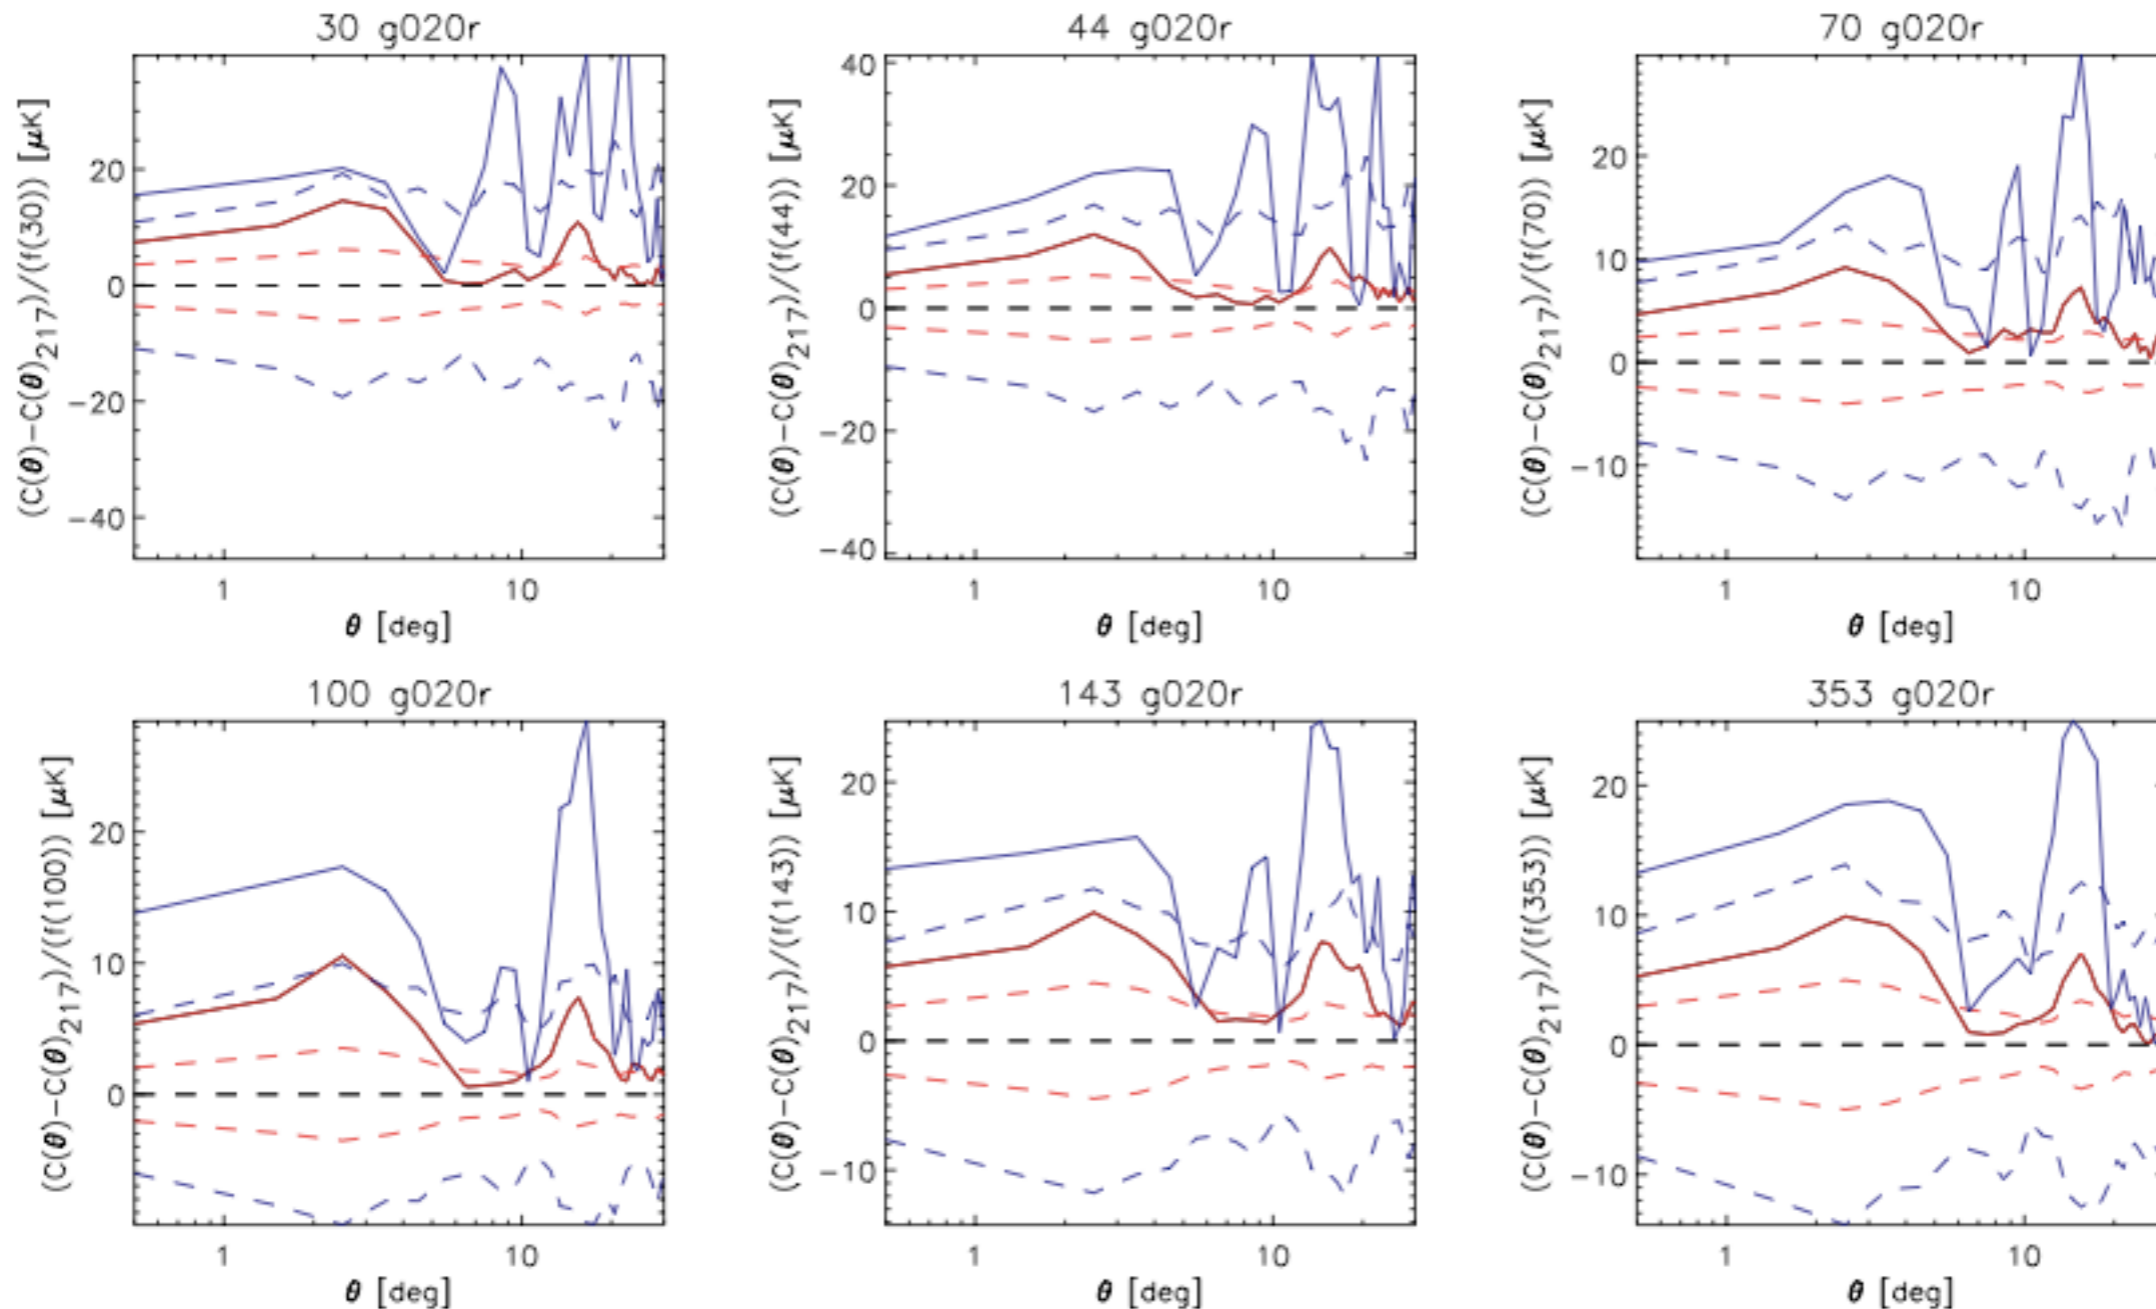 30 g020r
44 g020r
70 g020r
(C(θ)−C(θ)217)/(f(30)) [μK]
20
0
−20
−40
(C(θ)−C(θ)217)/(f(44)) [μK]
40
20
0
−20
−40
(C(θ)−C(θ)217)/(f(70)) [μK]
20
10
0
−10
1 10
1 10
1 10
θ [deg]
θ [deg]
θ [deg]
100 g020r
143 g020r
353 g020r
(C(θ)−C(θ)217)/(f(100)) [μK]
20
10
0
(C(θ)−C(θ)217)/(f(143)) [μK]
20
10
0
−10
(C(θ)−C(θ)217)/(f(353)) [μK]
20
10
0
−10
1 10
1 10
1 10
θ [deg]
θ [deg]
θ [deg]